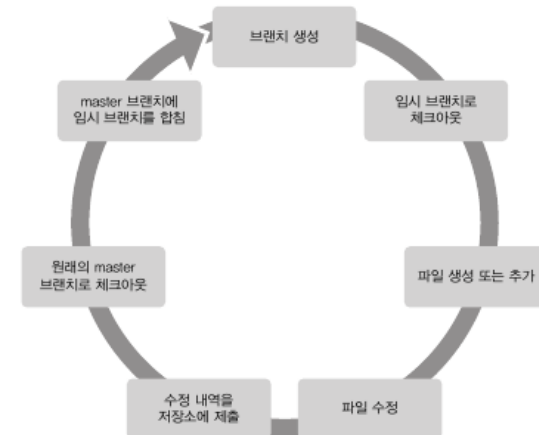 브랜치 생성
임시 브랜치로
체크아웃
파일 생성 또는 추가
파일 수정
수정 내역을
저장소에 제출
원래의 master
브랜치로 체크아웃
master 브랜치에
임시 브랜치를 합침